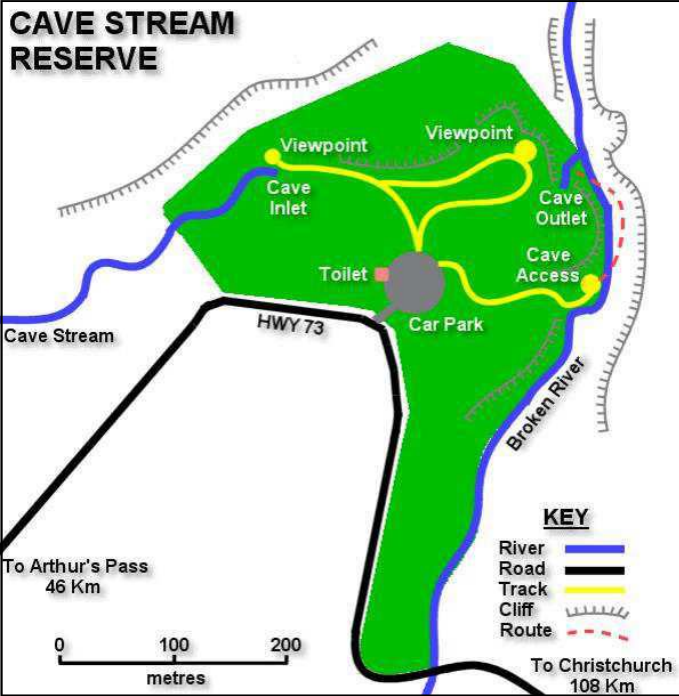 CAVE STREAM
RESERVE
Viewpoint
Viewpoint
Cave
Inlet
Cave
Outlet
Cave
Access
Toilet
Car Park
HWY 73
Cave Stream
Broken River
To Arthur's Pass
46 Km
KEY
River
Road
Track
Cliff
Route
0 100 200
metres
To Christchurch
108 Km